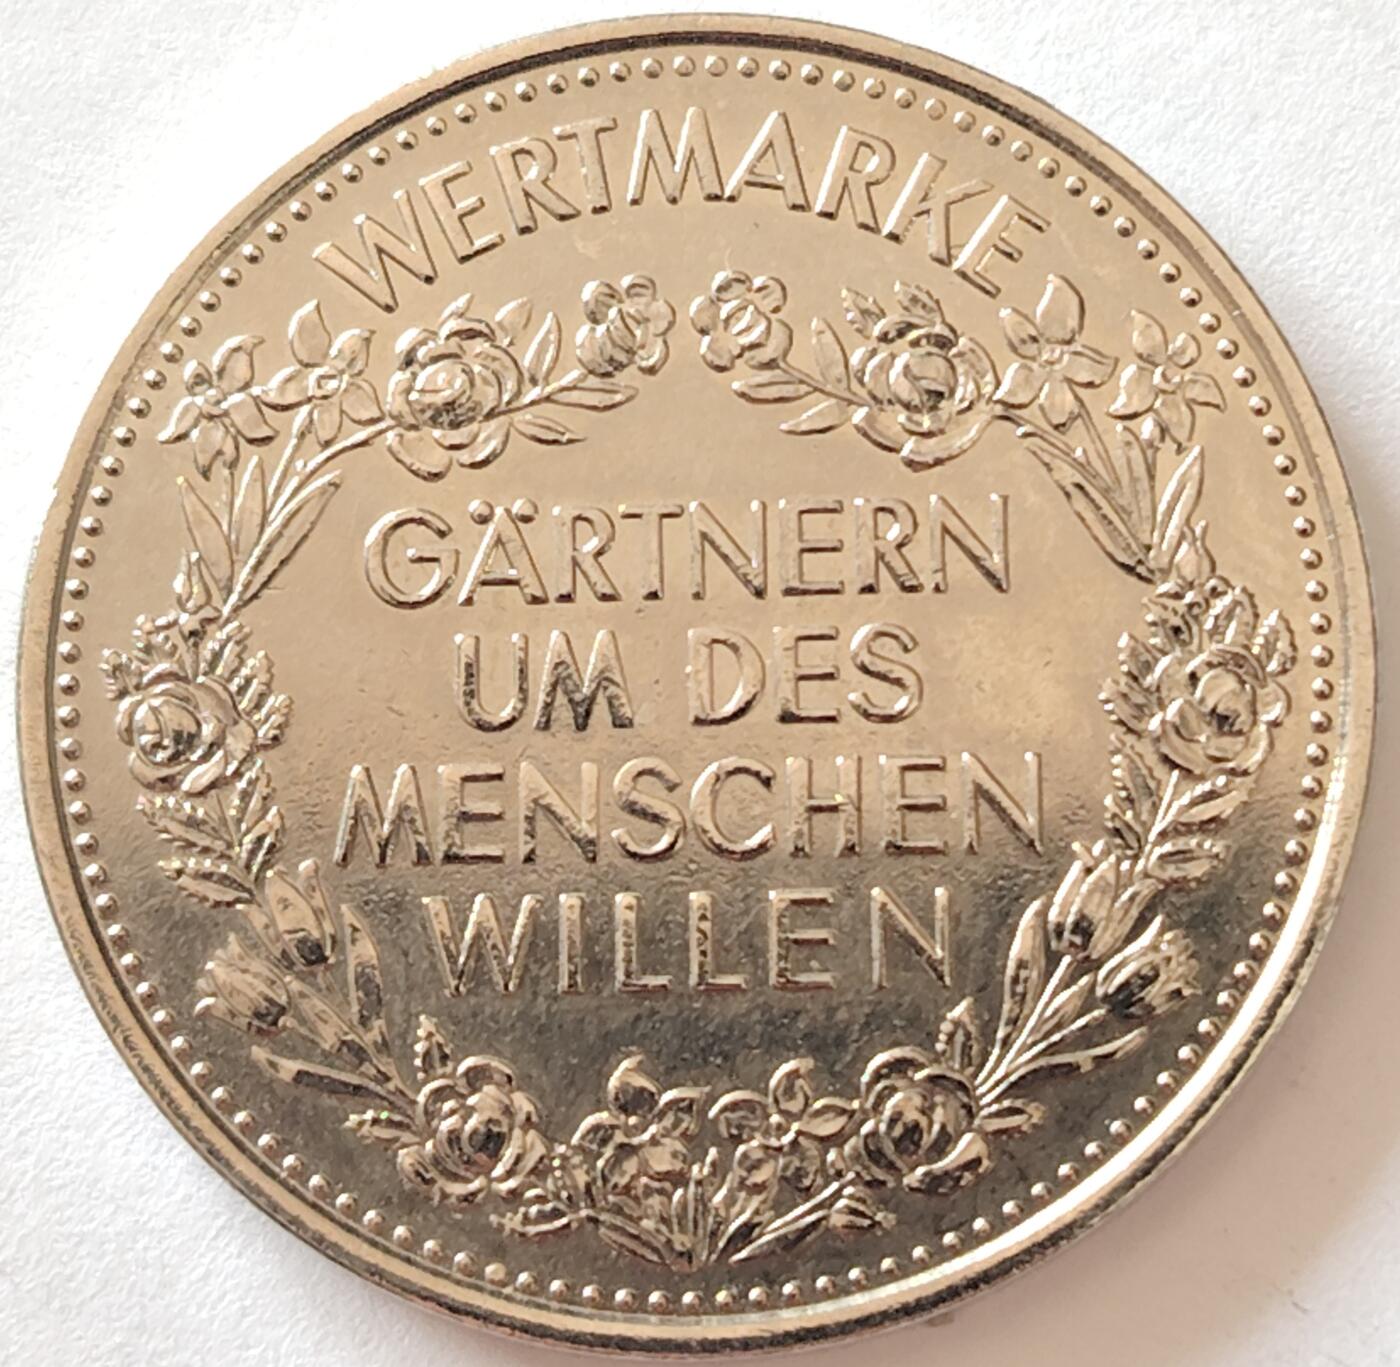 WERTMARKE
GÄRTNERN
UM DES
MENSCHEN
WILLEN